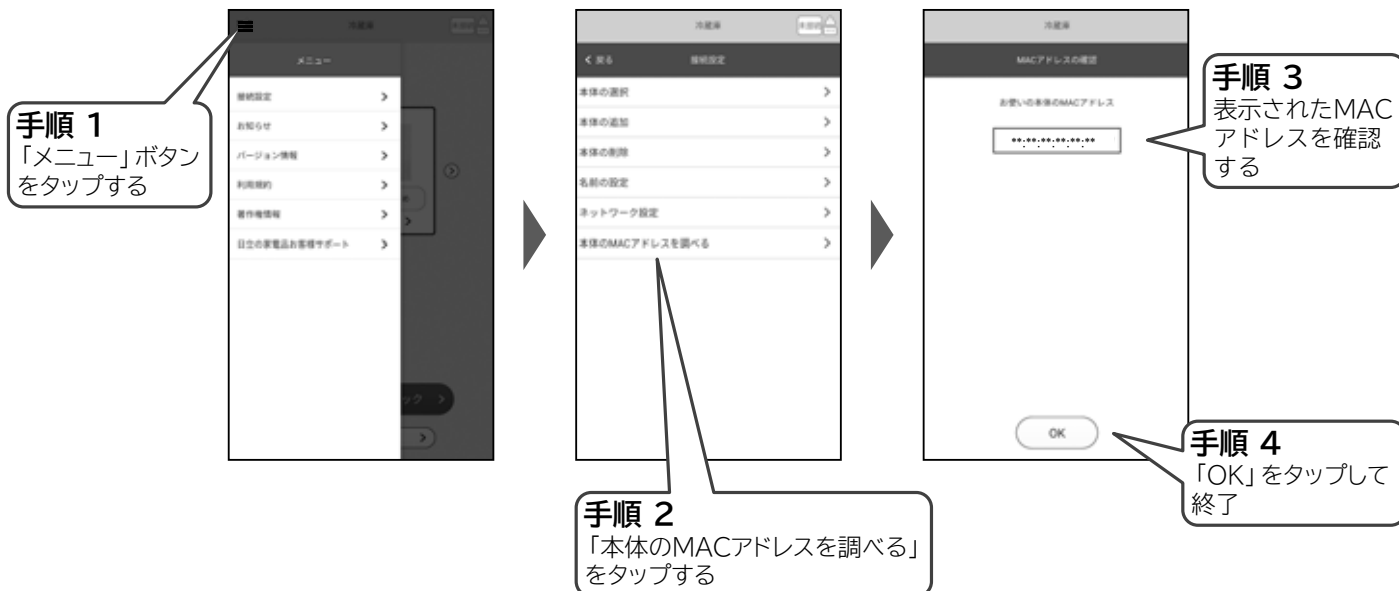 手順 1
「メニュー」ボタン
をタップする
冷蔵庫
メニュー
接続設定
お知らせ
バージョン情報
利用規約
著作権情報
日立の家電品お客様サポート
ック
冷蔵庫
戻る 接続設定
本体の選択
本体の追加
本体の削除
名前の設定
ネットワーク設定
本体のMACアドレスを調べる
手順 2
「本体のMACアドレスを調べる」
をタップする
冷蔵庫
MACアドレスの確認
お使いの本体のMACアドレス
**:**:**:**:**:**
OK
手順 3
表示されたMAC
アドレスを確認
する
手順 4
「OK」をタップして
終了